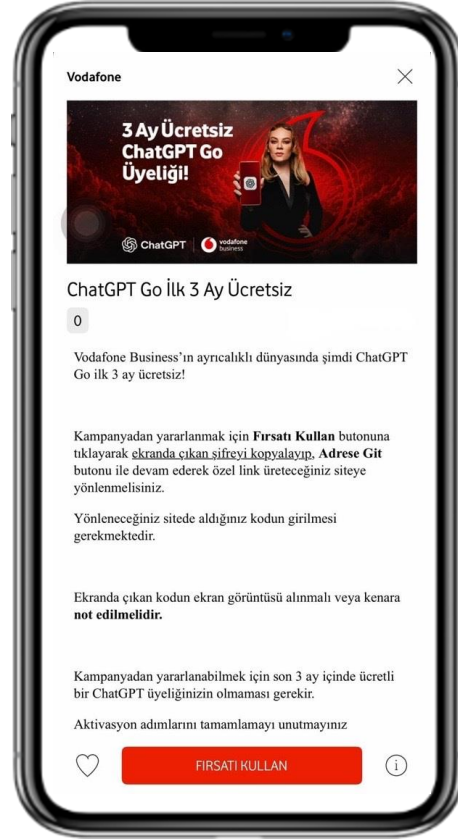 Vodafone
3 Ay Ücretsiz
ChatGPT Go
Üyeliği!
ChatGPT
vodafone
business
ChatGPT Go İlk 3 Ay Ücretsiz
0
Vodafone Business'ın ayrıcalıklı dünyasında şimdi ChatGPT
Go ilk 3 ay ücretsiz!
Kampanyadan yararlanmak için Fırsatı Kullan butonuna
tıklayarak ekranda çıkan şifreyi kopyalayıp, Adrese Git
butonu ile devam ederek özel link üreteceğiniz siteye
yönlenmelisiniz.
Yönleneceğiniz sitede aldığınız kodun girilmesi
gerekmektedir.
Ekranda çıkan kodun ekran görüntüsü alınmalı veya kenara
not edilmelidir.
Kampanyadan yararlanabilmek için son 3 ay içinde ücretli
bir ChatGPT üyeliğinizin olmaması gerekir.
Aktivasyon adımlarını tamamlamayı unutmayınız
FIRSATI KULLAN